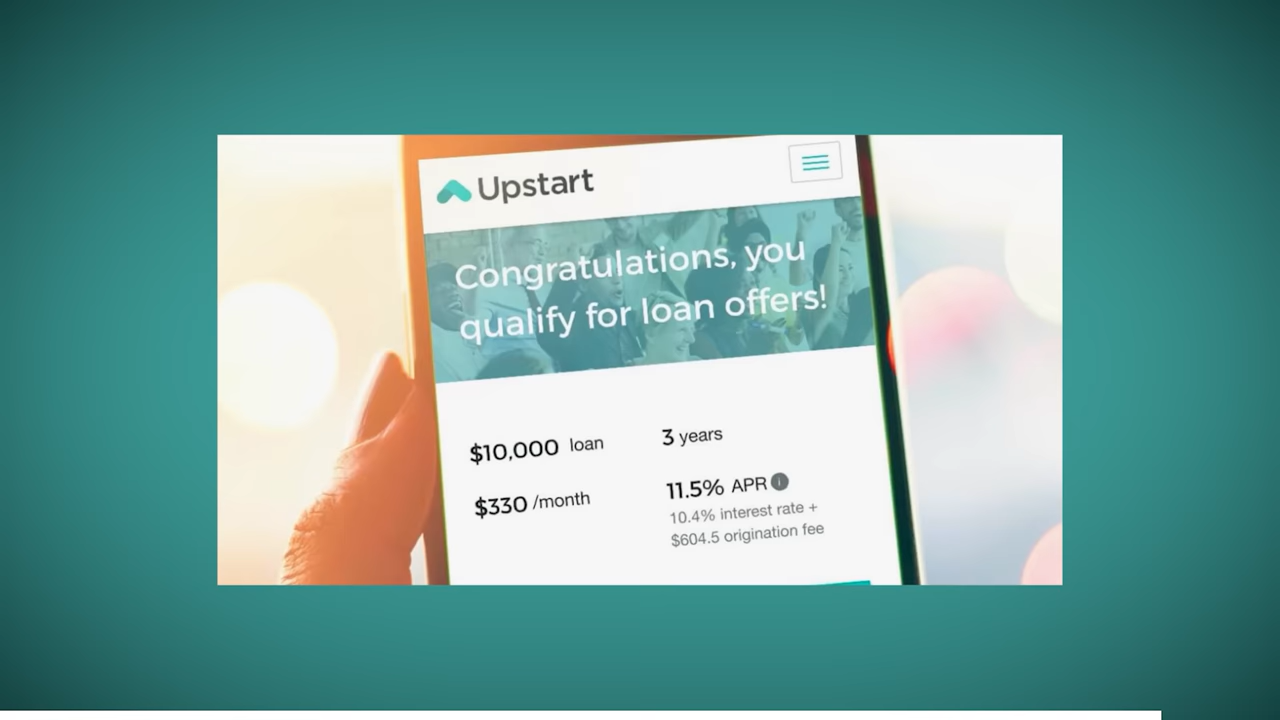 Upstart
Congratulations, you
qualify for loan offers!
$10,000 loan
3 years
$330 /month
11.5% APR
10.4% interest rate +
$604.5 origination fee